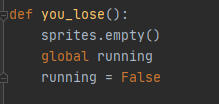 def you_lose():
    sprites.empty()
    global running
    running = False